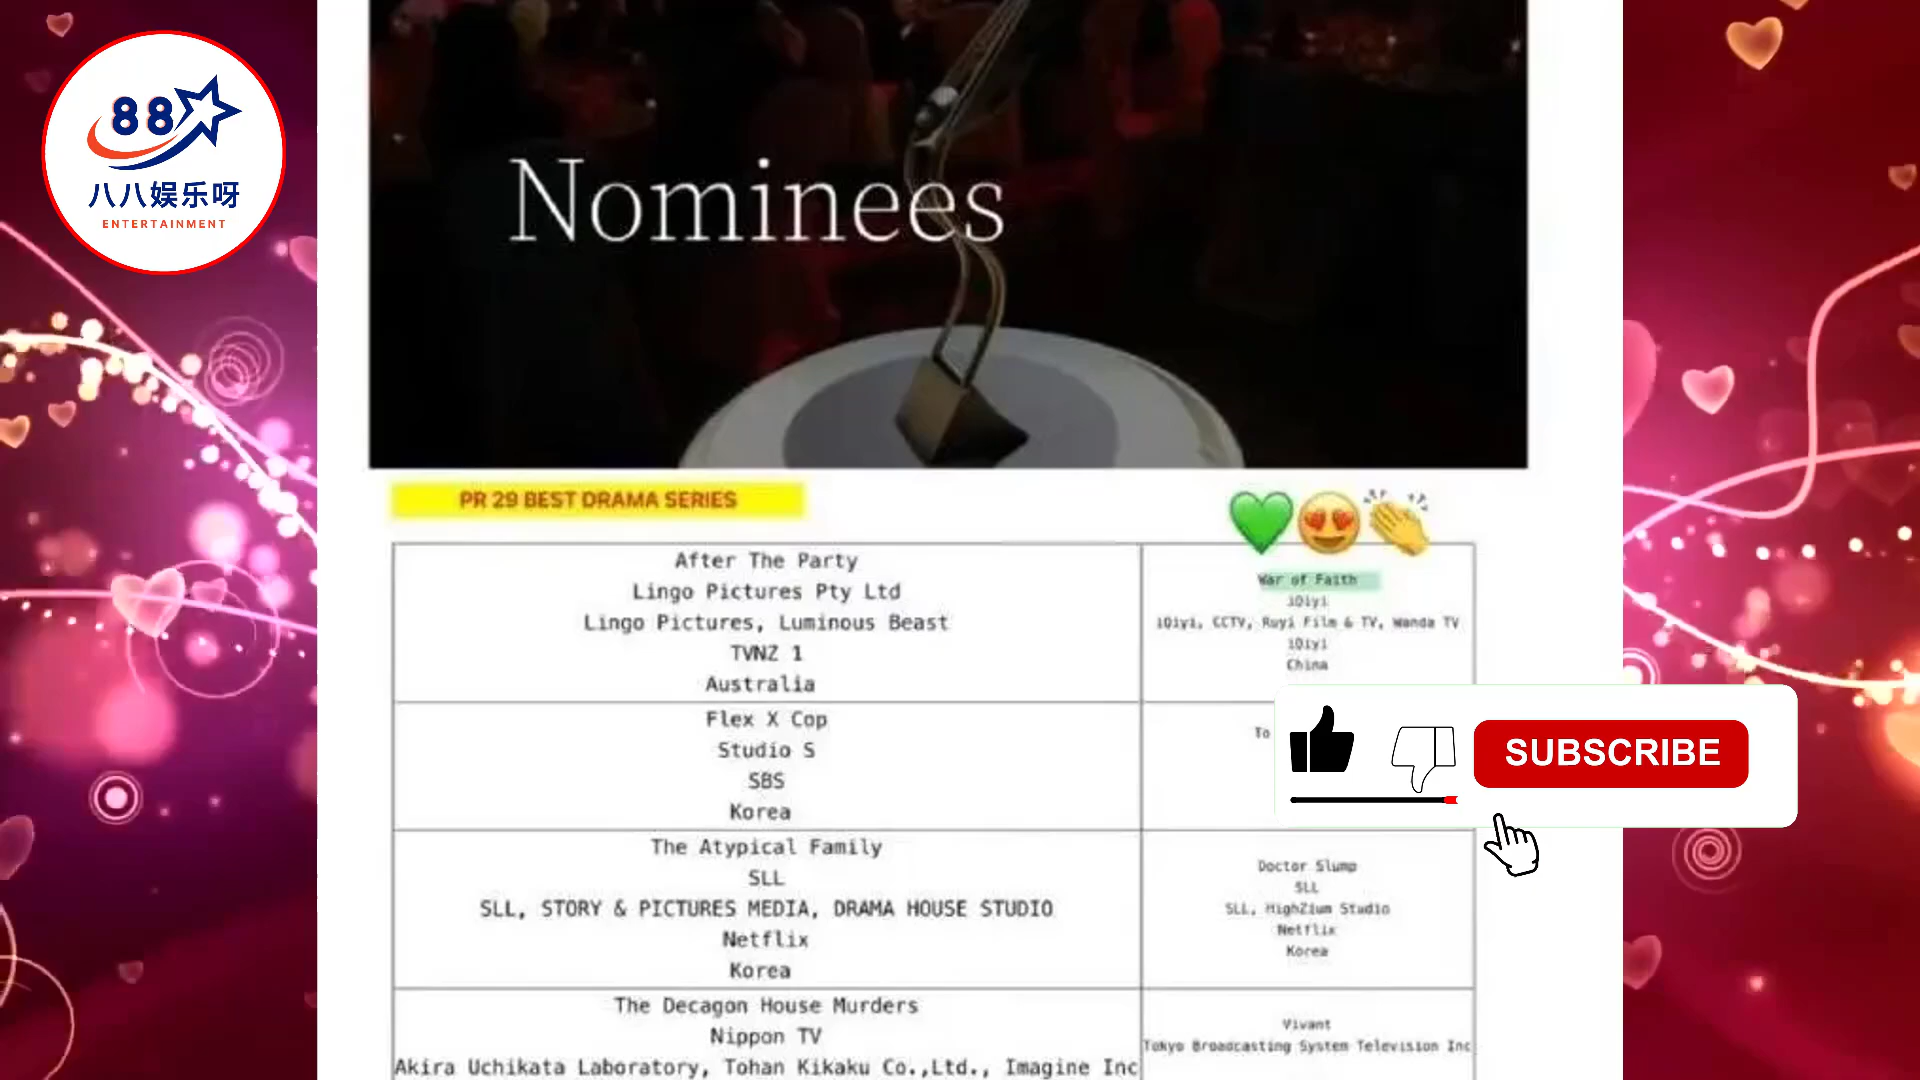 88
八八娱乐呀
ENTERTAINMENT
Nominees
PR 29 BEST DRAMA SERIES
After The Party
Lingo Pictures Pty Ltd
Lingo Pictures, Luminous Beast
TVNZ 1
Australia
War of Faith
iQiyi
iQiyi, CCTV, Ruyi Film & TV, Wanda TV
iQiyi
China
Flex X Cop
Studio S
SBS
Korea
To
SUBSCRIBE
The Atypical Family
SLL
SLL, STORY & PICTURES MEDIA, DRAMA HOUSE STUDIO
Netflix
Korea
Doctor Slump
SLL
SLL, HighZium Studio
Netflix
Korea
The Decagon House Murders
Nippon TV
Akira Uchikata Laboratory, Tohan Kikaku Co.,Ltd., Imagine Inc
Vivant
Tokyo Broadcasting System Television Inc